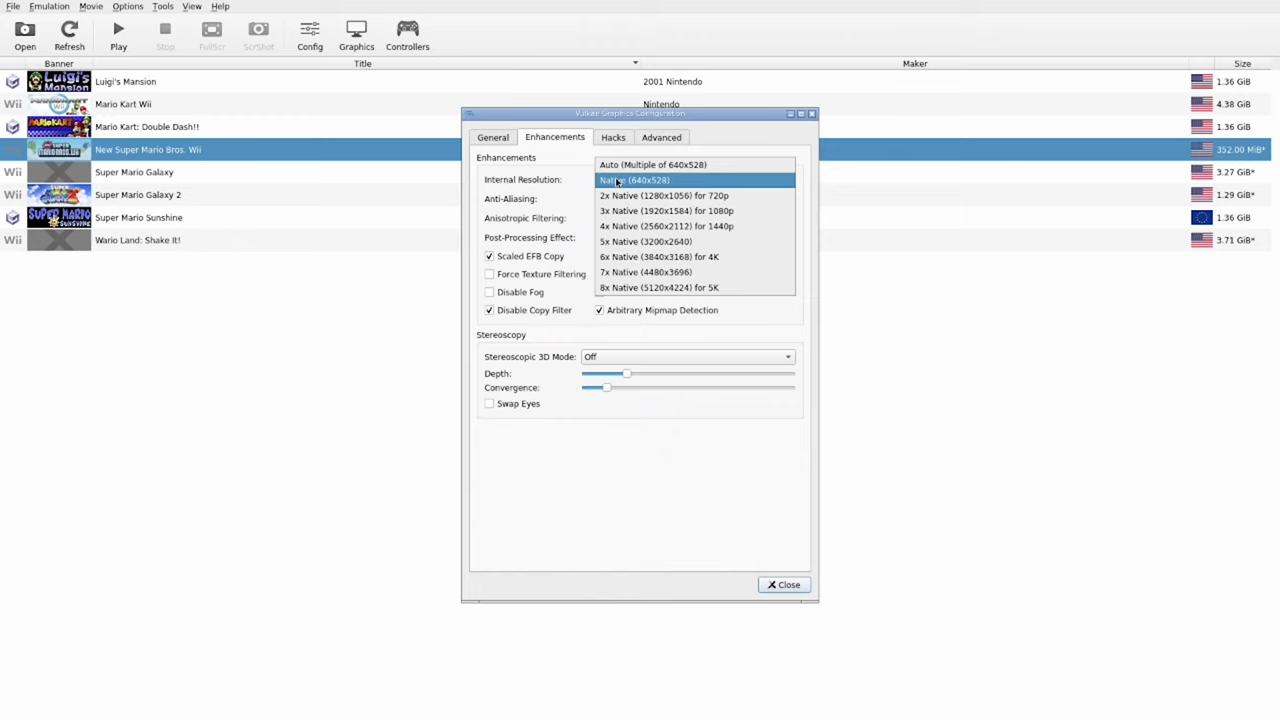 File Emulation Movie Options Tools View Help
Open Refresh Play Stop FullScr ScrShot Config Graphics Controllers
Banner Title Maker Size
LUIGI'S MANSION Luigi's Mansion 2001 Nintendo 1.36 GiB
Wii Mario Kart Wii Nintendo 4.38 GiB
Mario Kart: Double Dash!! 1.36 GiB
New Super Mario Bros. Wii 352.00 MiB*
Wii Super Mario Galaxy 3.27 GiB*
Wii Super Mario Galaxy 2 1.29 GiB*
SUPER MARIO Super Mario Sunshine 1.36 GiB
Wii Wario Land: Shake It! 3.71 GiB*
Vulkan Graphics Configuration
General Enhancements Hacks Advanced
Enhancements
Auto (Multiple of 640x528)
Internal Resolution: Native (640x528)
2x Native (1280x1056) for 720p
Anti-Aliasing:
3x Native (1920x1584) for 1080p
Anisotropic Filtering:
4x Native (2560x2112) for 1440p
Post-Processing Effect:
5x Native (3200x2640)
Scaled EFB Copy
6x Native (3840x3168) for 4K
Force Texture Filtering
7x Native (4480x3696)
Disable Fog
8x Native (5120x4224) for 5K
Disable Copy Filter Arbitrary Mipmap Detection
Stereoscopy
Stereoscopic 3D Mode: Off
Depth:
Convergence:
Swap Eyes
Close